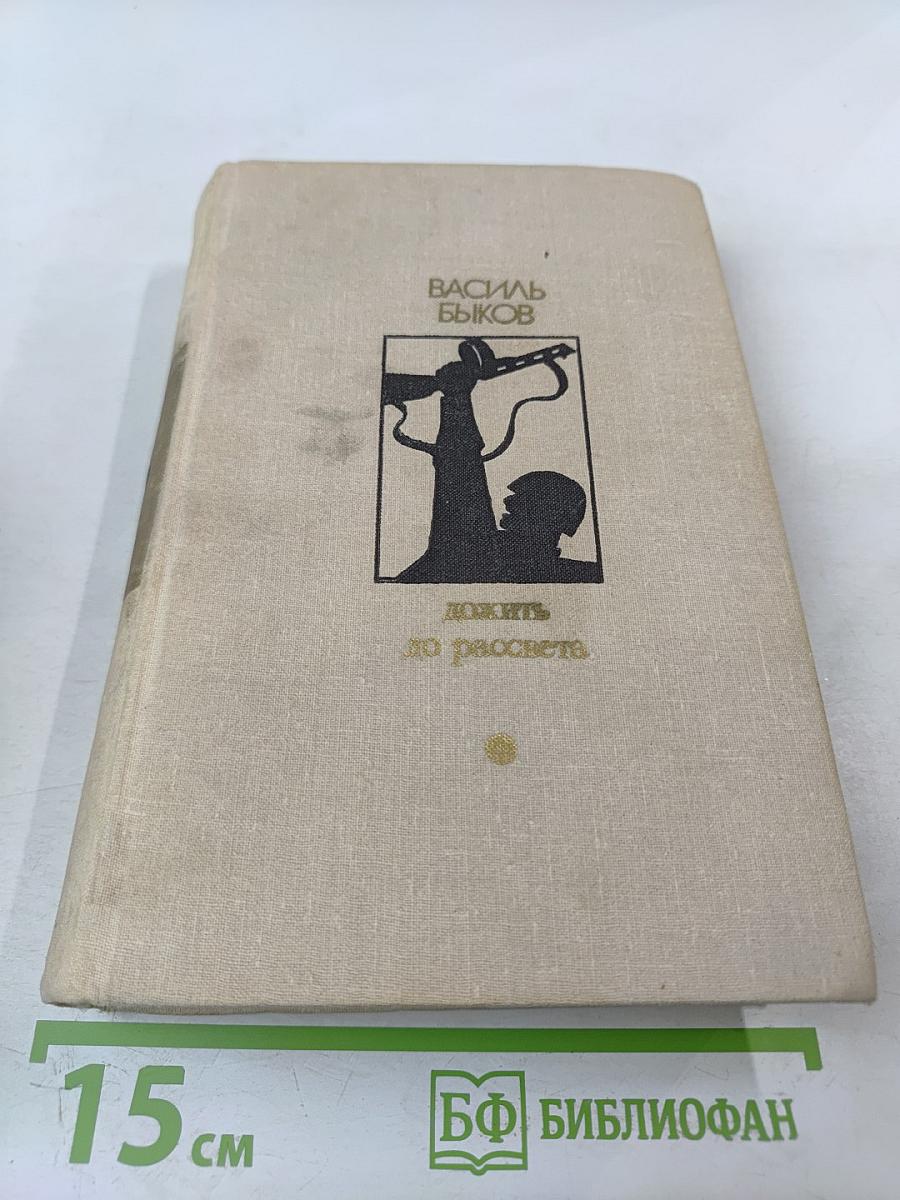 ВАСИЛЬ
БЫКОВ
дожить
до рассвета
15 см
БФ БИБЛИОФАН